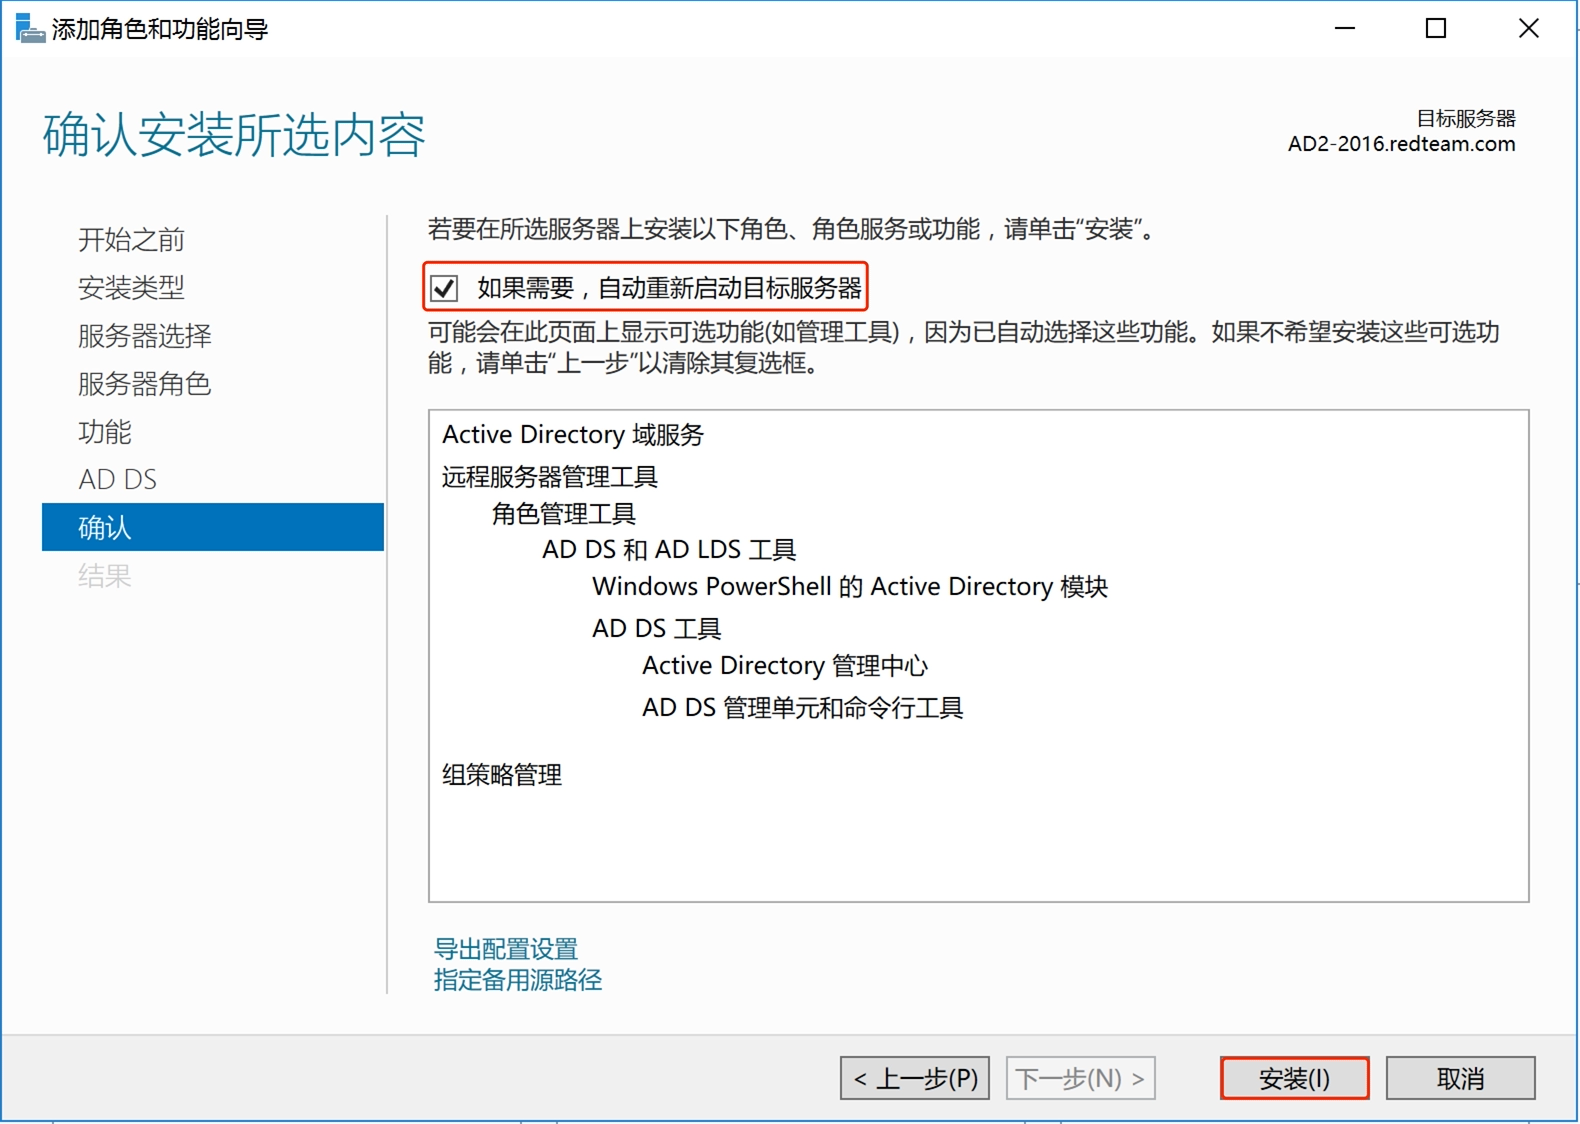 添加角色和功能向导
确认安装所选内容
目标服务器
AD2-2016.redteam.com
开始之前
安装类型
服务器选择
服务器角色
功能
AD DS
确认
结果
若要在所选服务器上安装以下角色、角色服务或功能，请单击“安装”。
如果需要，自动重新启动目标服务器
可能会在此页面上显示可选功能(如管理工具)，因为已自动选择这些功能。如果不希望安装这些可选功
能，请单击“上一步”以清除其复选框。
Active Directory 域服务
远程服务器管理工具
角色管理工具
AD DS 和 AD LDS 工具
Windows PowerShell 的 Active Directory 模块
AD DS 工具
Active Directory 管理中心
AD DS 管理单元和命令行工具
组策略管理
导出配置设置
指定备用源路径
< 上一步(P)
下一步(N) >
安装(I)
取消